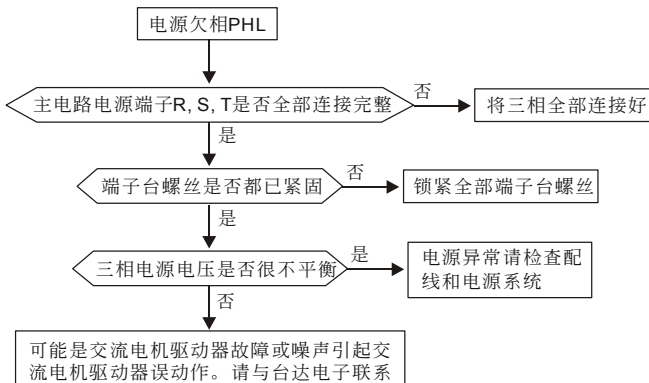 电源欠相PHL
主电路电源端子R, S, T是否全部连接完整
否
将三相全部连接好
是
端子台螺丝是否都已紧固
否
锁紧全部端子台螺丝
是
三相电源电压是否很不平衡
是
电源异常请检查配
线和电源系统
否
可能是交流电机驱动器故障或噪声引起交
流电机驱动器误动作。请与台达电子联系